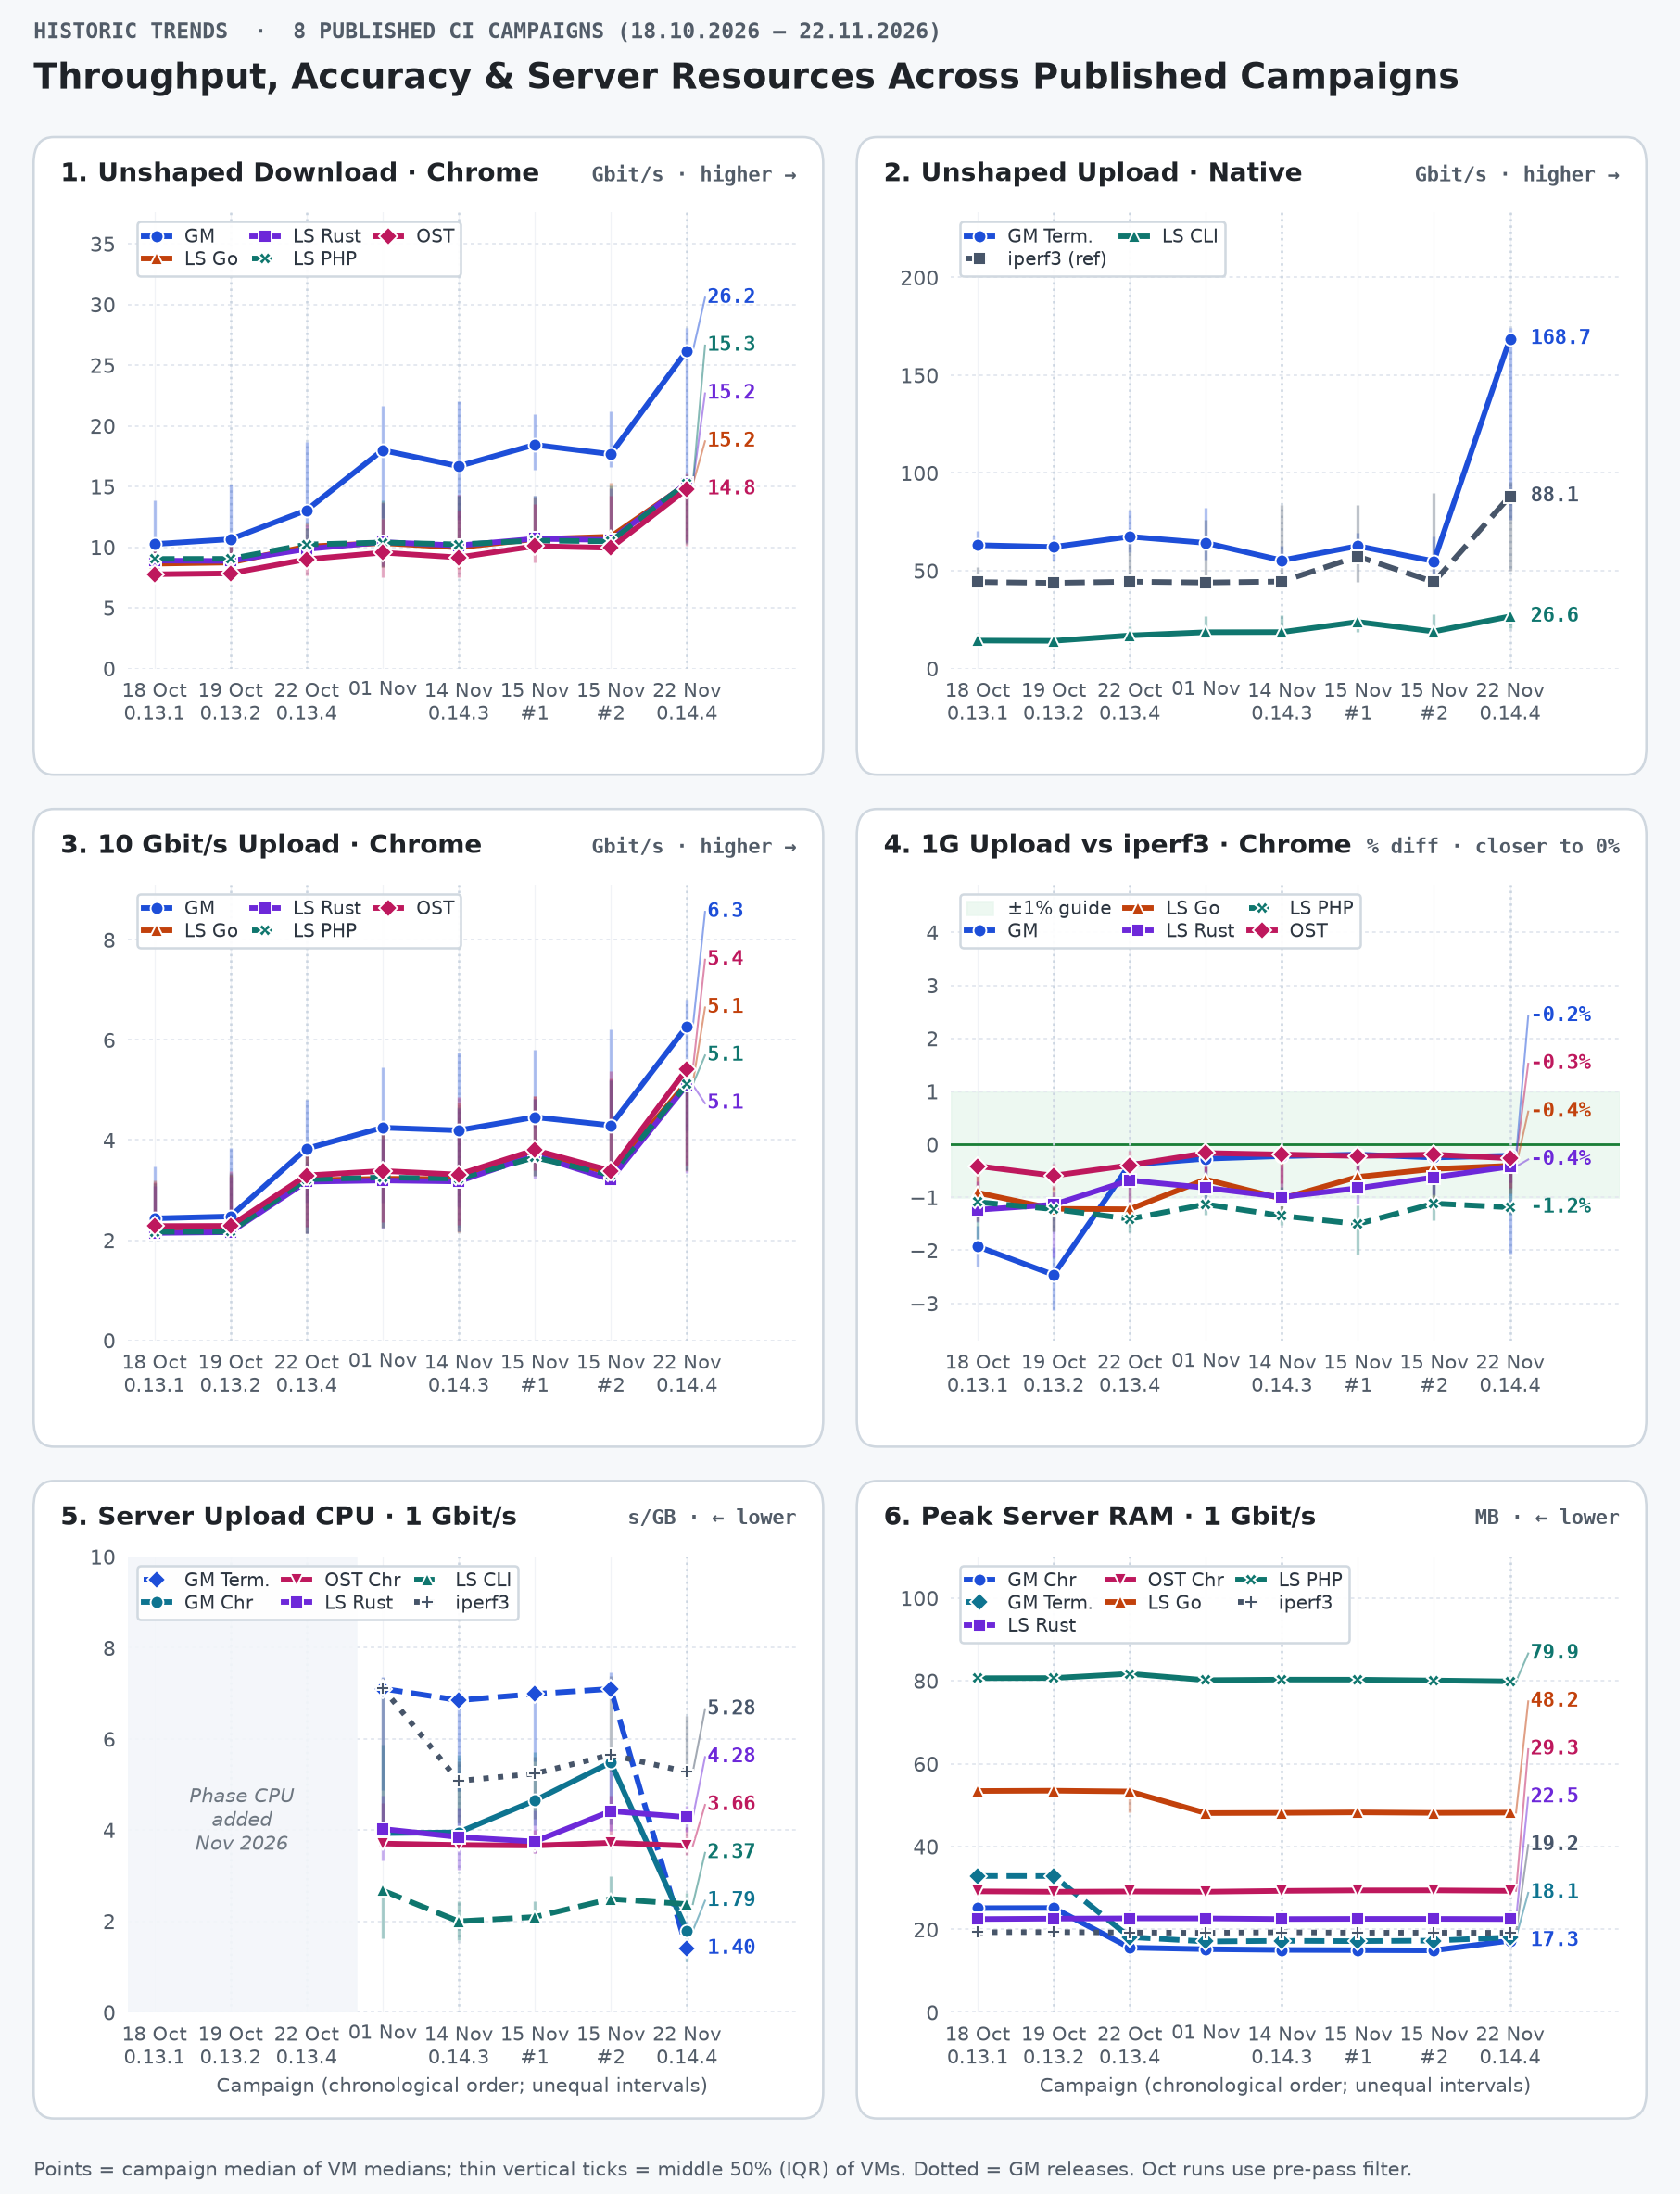 HISTORIC TRENDS · 8 PUBLISHED CI CAMPAIGNS (18.10.2026 — 22.11.2026)
Throughput, Accuracy & Server Resources Across Published Campaigns
1. Unshaped Download · Chrome
Gbit/s · higher →
GM
LS Rust
OST
LS Go
LS PHP
35
30
25
20
15
10
5
0
26.2
15.3
15.2
15.2
14.8
18 Oct 19 Oct 22 Oct 01 Nov 14 Nov 15 Nov 15 Nov 22 Nov
0.13.1 0.13.2 0.13.4 0.14.3 #1 #2 0.14.4
2. Unshaped Upload · Native
Gbit/s · higher →
GM Term.
LS CLI
iperf3 (ref)
200
150
100
50
0
168.7
88.1
26.6
18 Oct 19 Oct 22 Oct 01 Nov 14 Nov 15 Nov 15 Nov 22 Nov
0.13.1 0.13.2 0.13.4 0.14.3 #1 #2 0.14.4
3. 10 Gbit/s Upload · Chrome
Gbit/s · higher →
GM
LS Rust
OST
LS Go
LS PHP
8
6
4
2
0
6.3
5.4
5.1
5.1
5.1
18 Oct 19 Oct 22 Oct 01 Nov 14 Nov 15 Nov 15 Nov 22 Nov
0.13.1 0.13.2 0.13.4 0.14.3 #1 #2 0.14.4
4. 1G Upload vs iperf3 · Chrome
% diff · closer to 0%
±1% guide
LS Go
LS PHP
GM
LS Rust
OST
4
3
2
1
0
−1
−2
−3
-0.2%
-0.3%
-0.4%
-0.4%
-1.2%
18 Oct 19 Oct 22 Oct 01 Nov 14 Nov 15 Nov 15 Nov 22 Nov
0.13.1 0.13.2 0.13.4 0.14.3 #1 #2 0.14.4
5. Server Upload CPU · 1 Gbit/s
s/GB · ← lower
GM Term.
OST Chr
LS CLI
GM Chr
LS Rust
iperf3
10
8
6
4
2
0
Phase CPU
added
Nov 2026
5.28
4.28
3.66
2.37
1.79
1.40
18 Oct 19 Oct 22 Oct 01 Nov 14 Nov 15 Nov 15 Nov 22 Nov
0.13.1 0.13.2 0.13.4 0.14.3 #1 #2 0.14.4
Campaign (chronological order; unequal intervals)
6. Peak Server RAM · 1 Gbit/s
MB · ← lower
GM Chr
OST Chr
LS PHP
GM Term.
LS Go
iperf3
LS Rust
100
80
60
40
20
0
79.9
48.2
29.3
22.5
19.2
18.1
17.3
18 Oct 19 Oct 22 Oct 01 Nov 14 Nov 15 Nov 15 Nov 22 Nov
0.13.1 0.13.2 0.13.4 0.14.3 #1 #2 0.14.4
Campaign (chronological order; unequal intervals)
Points = campaign median of VM medians; thin vertical ticks = middle 50% (IQR) of VMs. Dotted = GM releases. Oct runs use pre-pass filter.